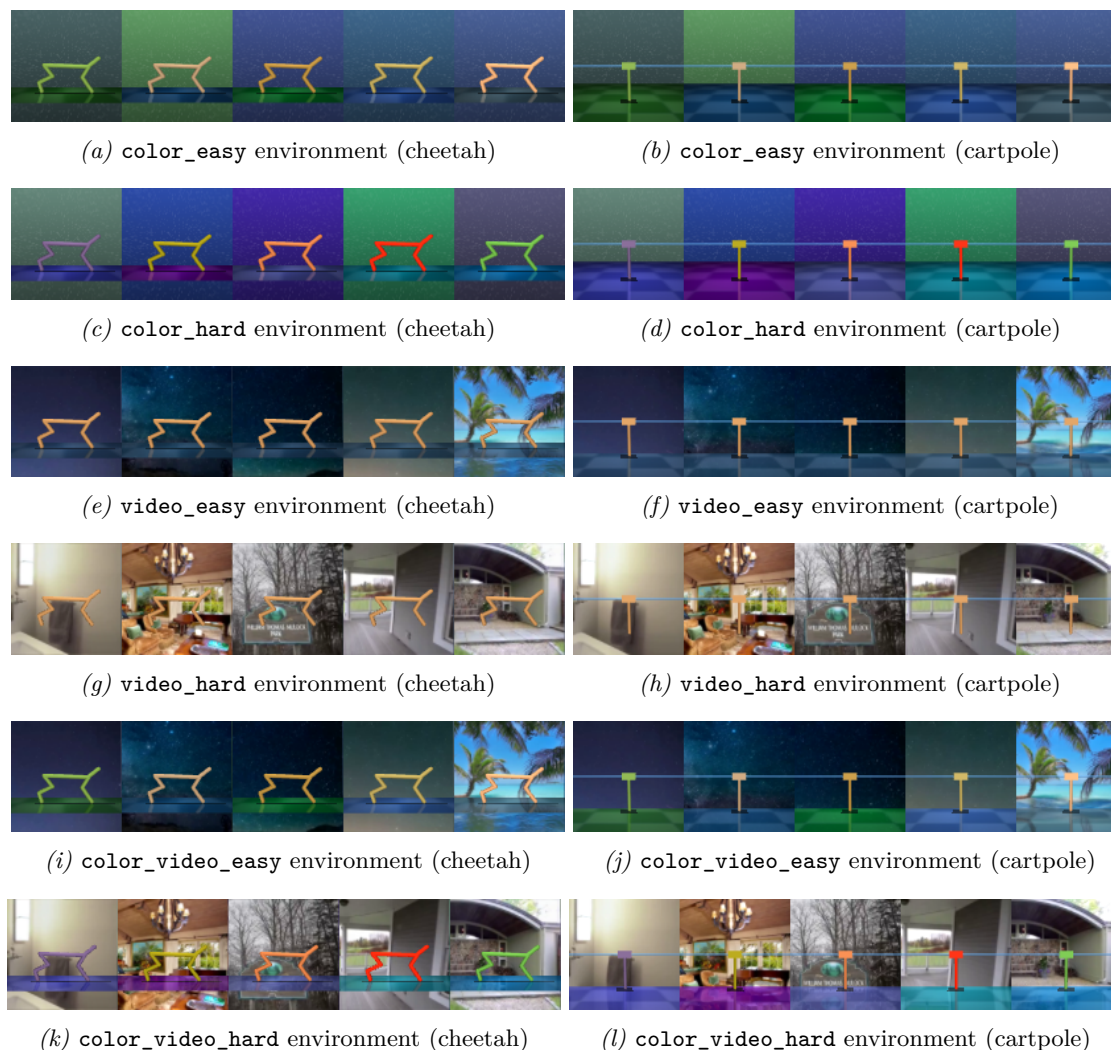 (a) color_easy environment (cheetah)
(b) color_easy environment (cartpole)
(c) color_hard environment (cheetah)
(d) color_hard environment (cartpole)
(e) video_easy environment (cheetah)
(f) video_easy environment (cartpole)
(g) video_hard environment (cheetah)
(h) video_hard environment (cartpole)
(i) color_video_easy environment (cheetah)
(j) color_video_easy environment (cartpole)
(k) color_video_hard environment (cheetah)
(l) color_video_hard environment (cartpole)